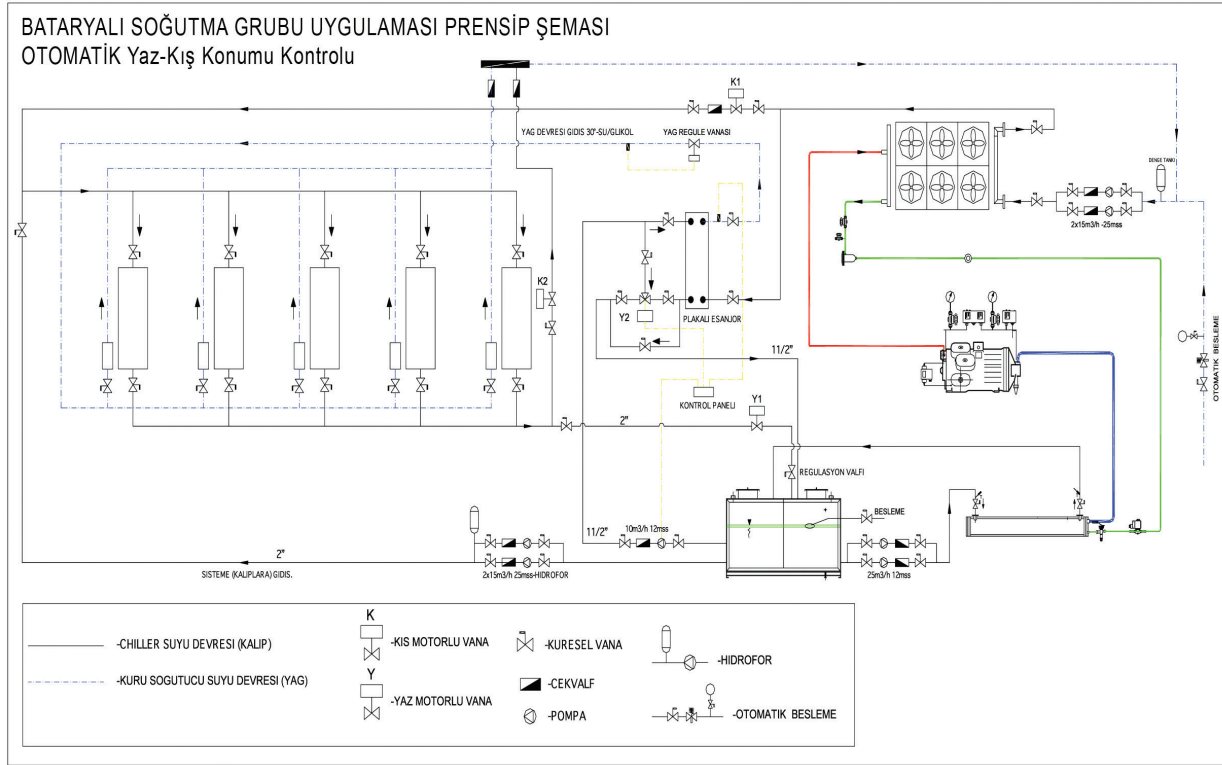 BATARYALI SOĞUTMA GRUBU UYGULAMASI PRENSİP ŞEMASI
OTOMATİK Yaz-Kış Konumu Kontrolu
K1
YAG DEVRESI GIDIS 30°-SU/GLIKOL
YAG REGULE VANASI
DENGE TANKI
2x15m3/h -25mss
K2
Y2
PLAKALI ESANJOR
11/2"
KONTROL PANELI
OTOMATIK BESLEME
Y1
2"
REGULASYON VALFI
BESLEME
11/2"
10m3/h 12mss
2"
SISTEME (KALIPLARA) GIDIS.
2x15m3/h 25mss-HIDROFOR
25m3/h 12mss
-CHILLER SUYU DEVRESI (KALIP)
-KURU SOGUTUCU SUYU DEVRESI (YAG)
K
-KIS MOTORLU VANA
Y
-YAZ MOTORLU VANA
-KURESEL VANA
-CEKVALF
-POMPA
-HIDROFOR
-OTOMATIK BESLEME